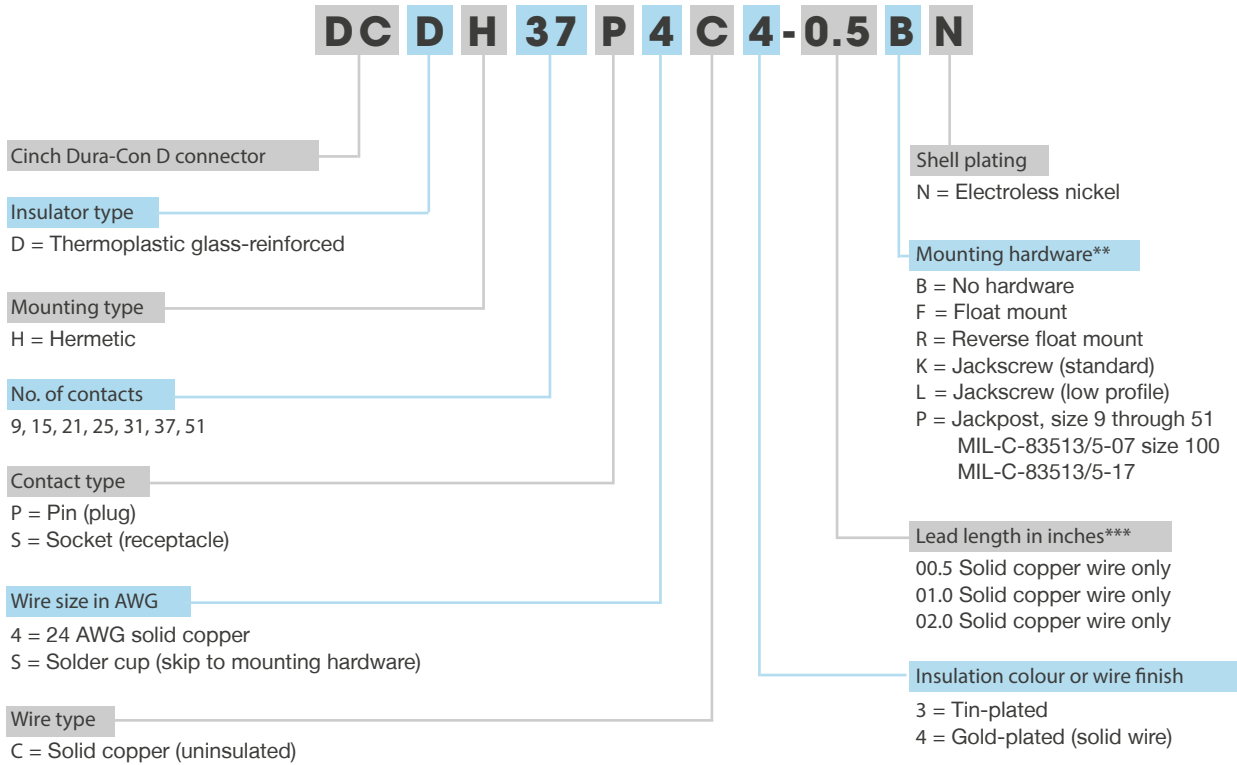 DC D H 37 P 4 C 4-0.5 B N
Cinch Dura-Con D connector
Insulator type
D = Thermoplastic glass-reinforced
Mounting type
H = Hermetic
No. of contacts
9, 15, 21, 25, 31, 37, 51
Contact type
P = Pin (plug)
S = Socket (receptacle)
Wire size in AWG
4 = 24 AWG solid copper
S = Solder cup (skip to mounting hardware)
Wire type
C = Solid copper (uninsulated)
Shell plating
N = Electroless nickel
Mounting hardware**
B = No hardware
F = Float mount
R = Reverse float mount
K = Jackscrew (standard)
L = Jackscrew (low profile)
P = Jackpost, size 9 through 51
MIL-C-83513/5-07 size 100
MIL-C-83513/5-17
Lead length in inches***
00.5 Solid copper wire only
01.0 Solid copper wire only
02.0 Solid copper wire only
Insulation colour or wire finish
3 = Tin-plated
4 = Gold-plated (solid wire)